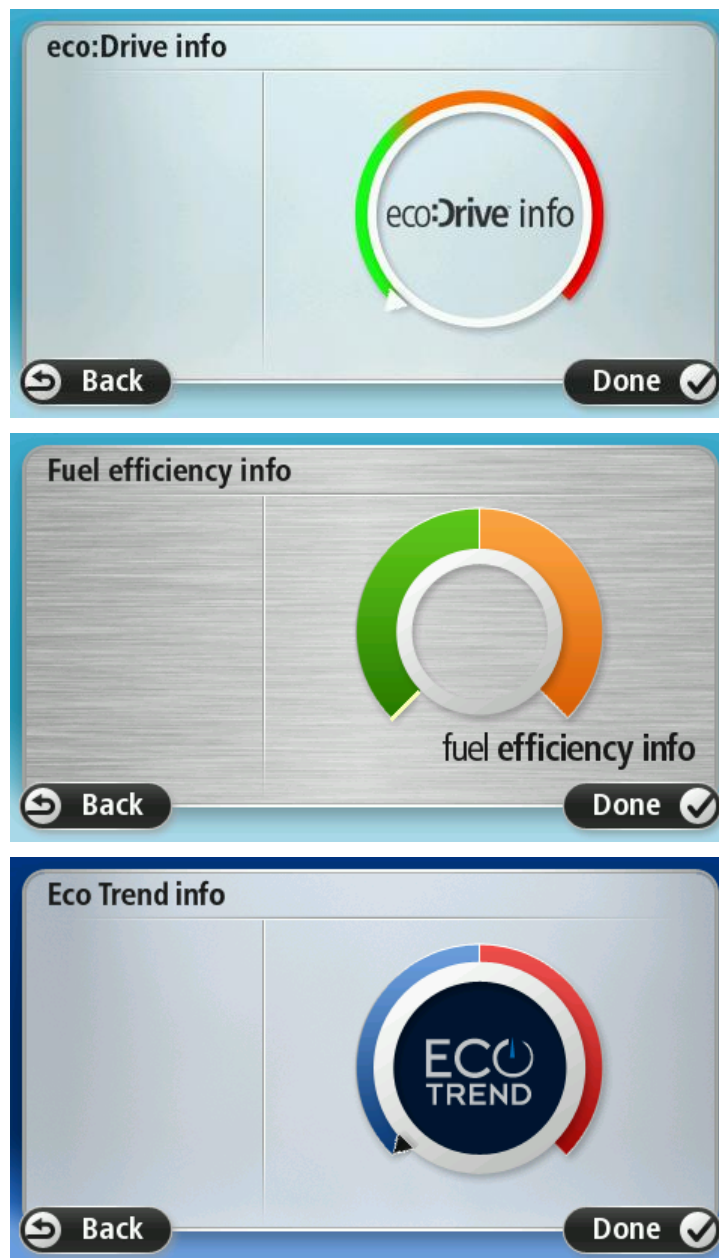 eco:Drive info
eco:Drive info
Back
Done
Fuel efficiency info
fuel efficiency info
Back
Done
Eco Trend info
ECO
TREND
Back
Done